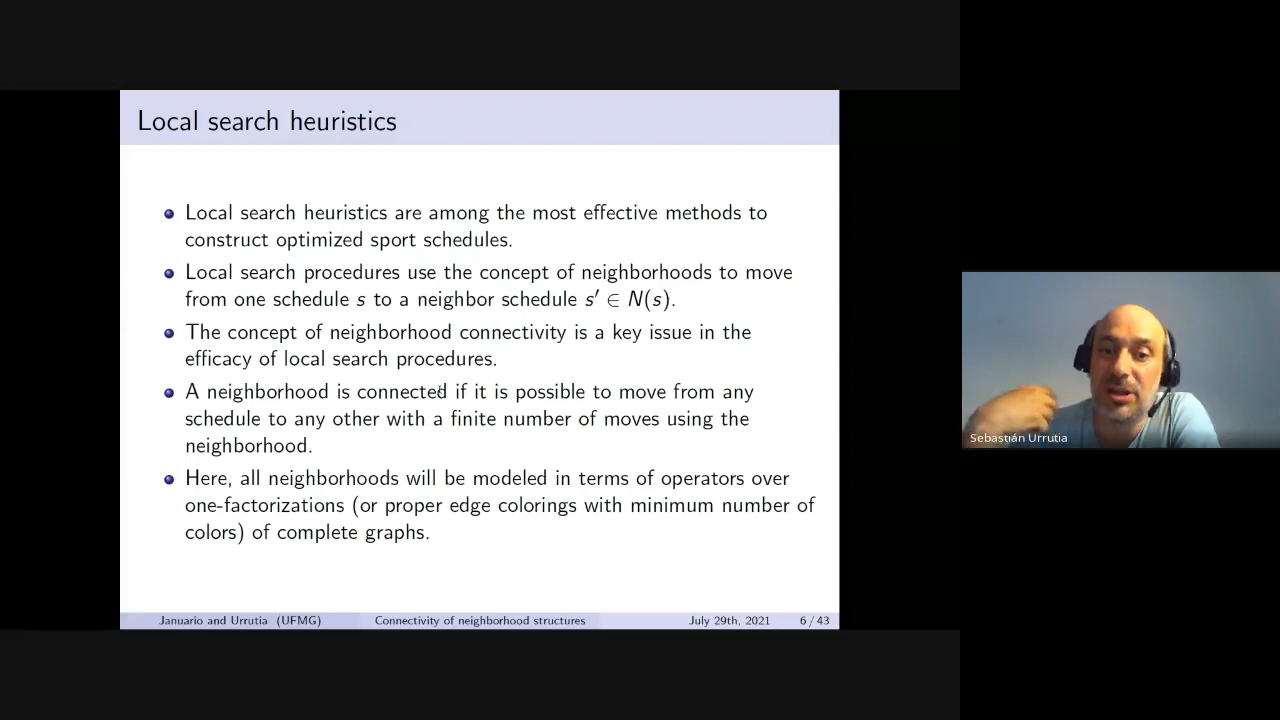 Local search heuristics
Local search heuristics are among the most effective methods to
construct optimized sport schedules.
Local search procedures use the concept of neighborhoods to move
from one schedule s to a neighbor schedule s′ ∈ N(s).
The concept of neighborhood connectivity is a key issue in the
efficacy of local search procedures.
A neighborhood is connected if it is possible to move from any
schedule to any other with a finite number of moves using the
neighborhood.
Here, all neighborhoods will be modeled in terms of operators over
one-factorizations (or proper edge colorings with minimum number of
colors) of complete graphs.
Januario and Urrutia (UFMG) Connectivity of neighborhood structures July 29th, 2021 6 / 43
Sebastián Urrutia